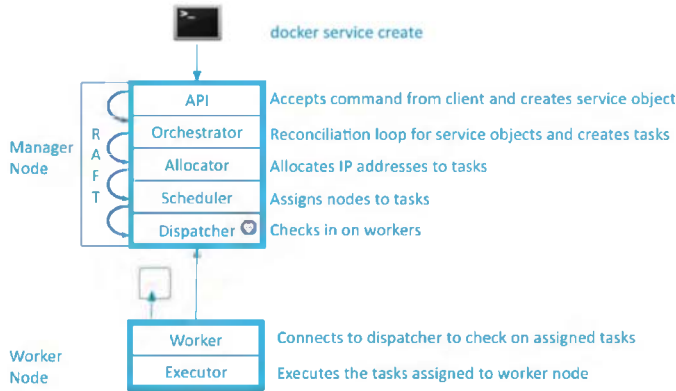 >_
docker service create
API
Accepts command from client and creates service object
Manager
Node
RAFT
Orchestrator
Reconciliation loop for service objects and creates tasks
Allocator
Allocates IP addresses to tasks
Scheduler
Assigns nodes to tasks
Dispatcher
Checks in on workers
Worker
Node
Worker
Connects to dispatcher to check on assigned tasks
Executor
Executes the tasks assigned to worker node